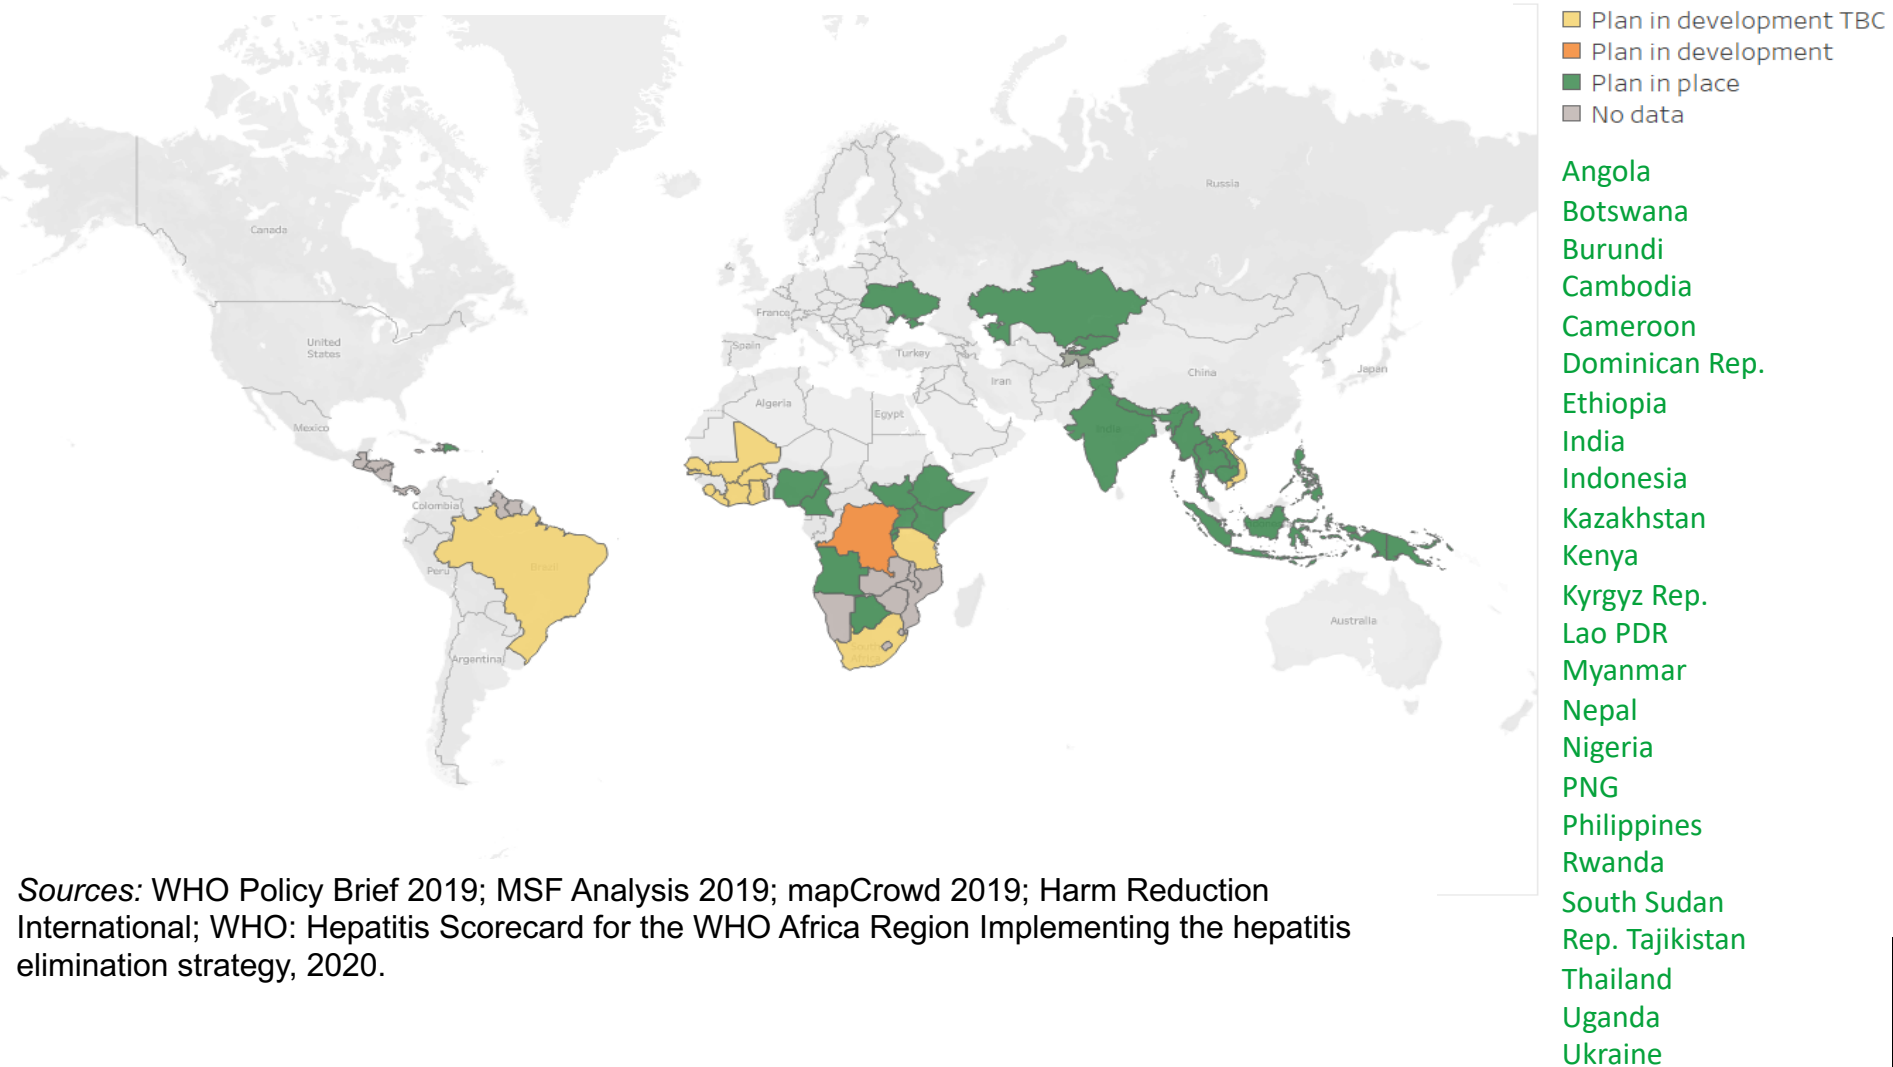 Plan in development TBC
Plan in development
Plan in place
No data
Angola
Botswana
Burundi
Cambodia
Cameroon
Dominican Rep.
Ethiopia
India
Indonesia
Kazakhstan
Kenya
Kyrgyz Rep.
Lao PDR
Myanmar
Nepal
Nigeria
PNG
Philippines
Rwanda
South Sudan
Rep. Tajikistan
Thailand
Uganda
Ukraine
Russia
Canada
France
United
States
Spain
Turkey
Iran
China
Japan
Algeria
Egypt
Mexico
India
Colombia
Peru
Brazil
Argentina
South
Africa
Australia
Sources: WHO Policy Brief 2019; MSF Analysis 2019; mapCrowd 2019; Harm Reduction
International; WHO: Hepatitis Scorecard for the WHO Africa Region Implementing the hepatitis
elimination strategy, 2020.